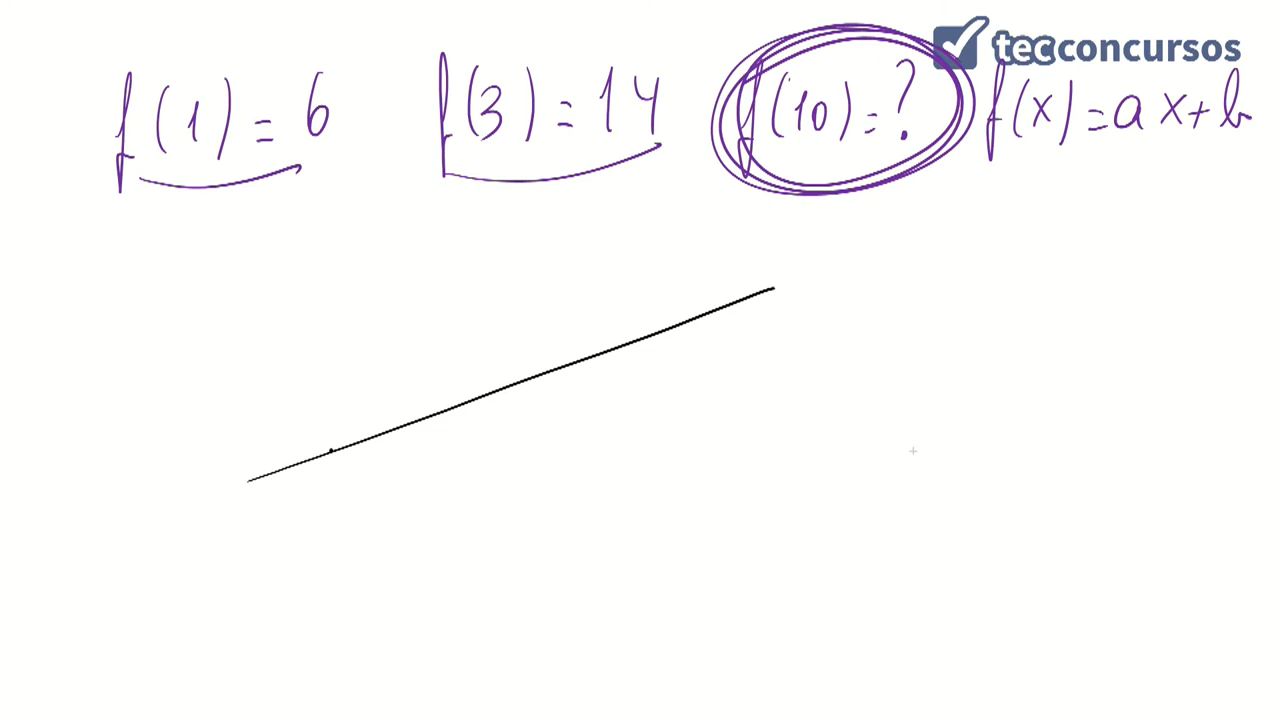 tecconcursos
f(1) = 6 f(3) = 14 f(10) = ? f(x) = ax + b